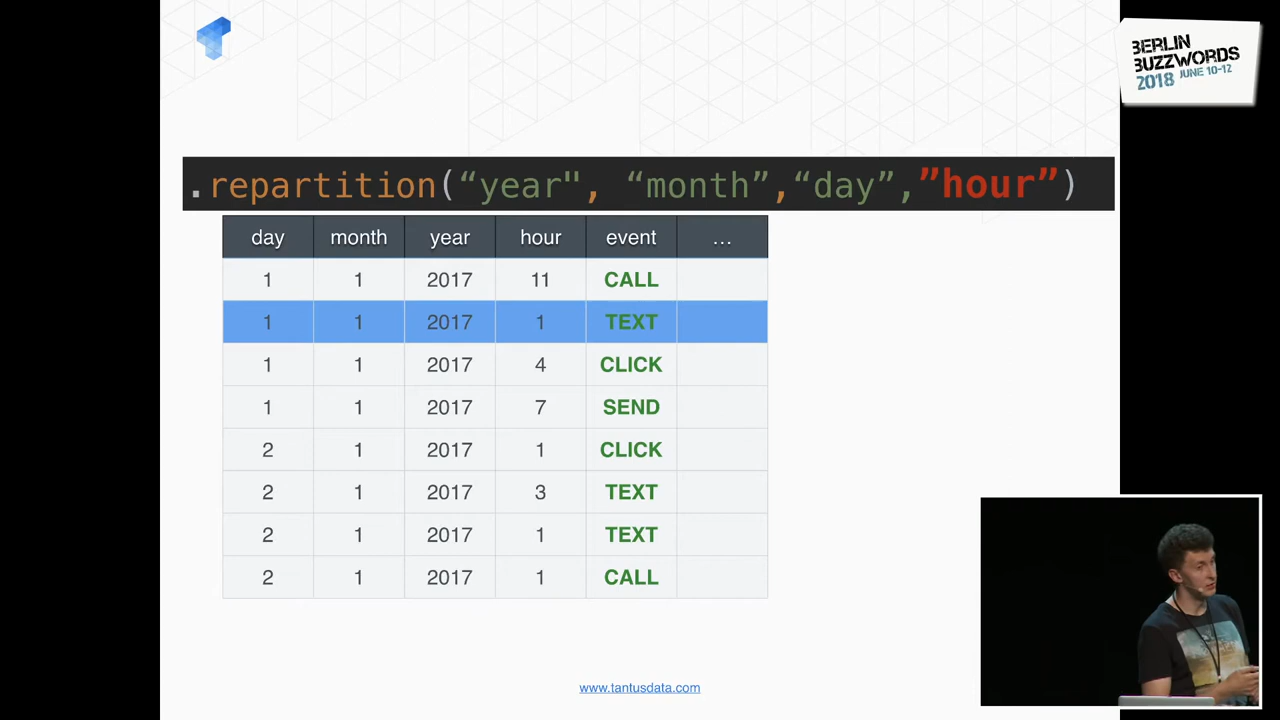 BERLIN
BUZZWORDS
2018 JUNE 10-12
.repartition(“year", “month”,“day”,”hour”)
day month year hour event …
1 1 2017 11 CALL
1 1 2017 1 TEXT
1 1 2017 4 CLICK
1 1 2017 7 SEND
2 1 2017 1 CLICK
2 1 2017 3 TEXT
2 1 2017 1 TEXT
2 1 2017 1 CALL
www.tantusdata.com